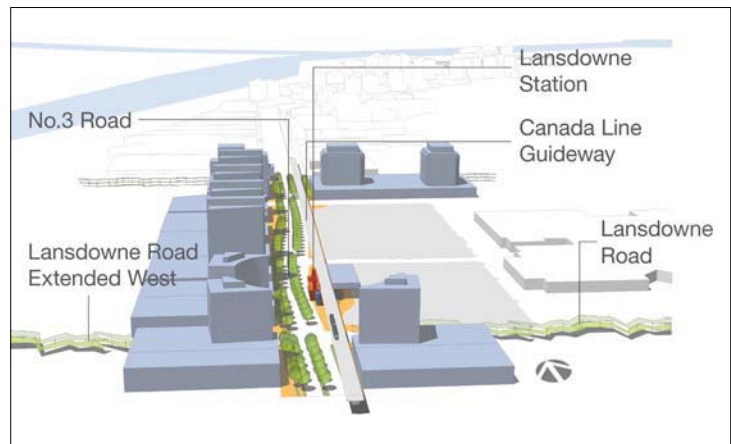 Lansdowne
Station
No.3 Road
Canada Line
Guideway
Lansdowne Road
Extended West
Lansdowne
Road